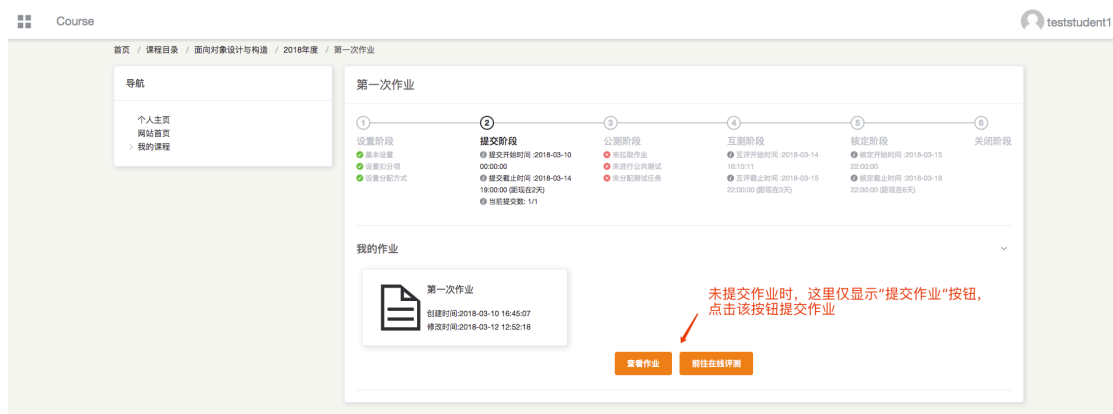 Course
teststudent1
首页 / 课程目录 / 面向对象设计与构造 / 2018年度 / 第一次作业
导航
个人主页
网站首页
我的课程
第一次作业
1
设置阶段
基本设置
设置扣分项
设置分配方式
2
提交阶段
提交开始时间:2018-03-10
00:00:00
提交截止时间:2018-03-14
19:00:00 (距现在2天)
当前提交数: 1/1
3
公测阶段
未拉取作业
未进行公共测试
未分配测试任务
4
互测阶段
互评开始时间:2018-03-14
16:15:11
互评截止时间:2018-03-15
22:00:00 (距现在3天)
5
核定阶段
核定开始时间:2018-03-15
22:00:00
核定截止时间:2018-03-18
22:00:00 (距现在6天)
6
关闭阶段
我的作业
第一次作业
创建时间:2018-03-10 16:45:07
修改时间:2018-03-12 12:52:18
未提交作业时，这里仅显示"提交作业"按钮，
点击该按钮提交作业
查看作业
前往在线评测